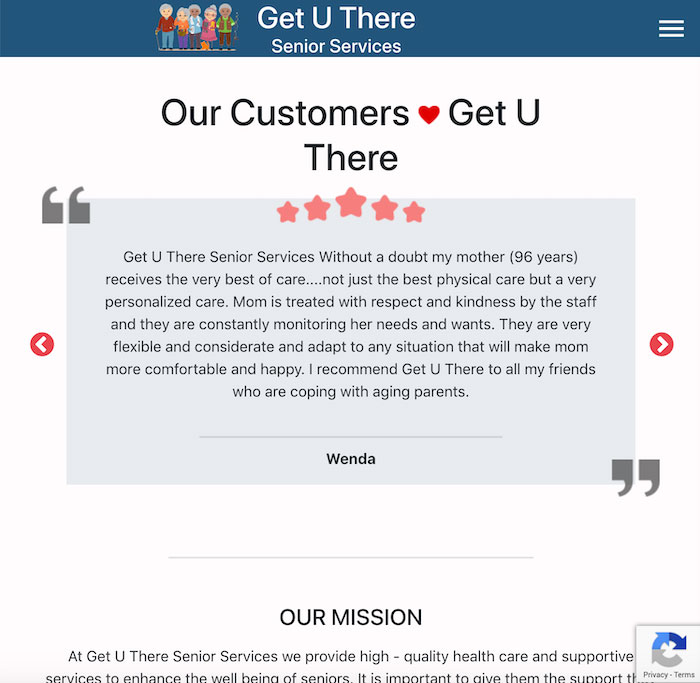 Get U There
Senior Services
Our Customers ❤ Get U
There
Get U There Senior Services Without a doubt my mother (96 years)
receives the very best of care....not just the best physical care but a very
personalized care. Mom is treated with respect and kindness by the staff
and they are constantly monitoring her needs and wants. They are very
flexible and considerate and adapt to any situation that will make mom
more comfortable and happy. I recommend Get U There to all my friends
who are coping with aging parents.
Wenda
OUR MISSION
At Get U There Senior Services we provide high - quality health care and supportive
services to enhance the well being of seniors. It is important to give them the support
Privacy - Terms